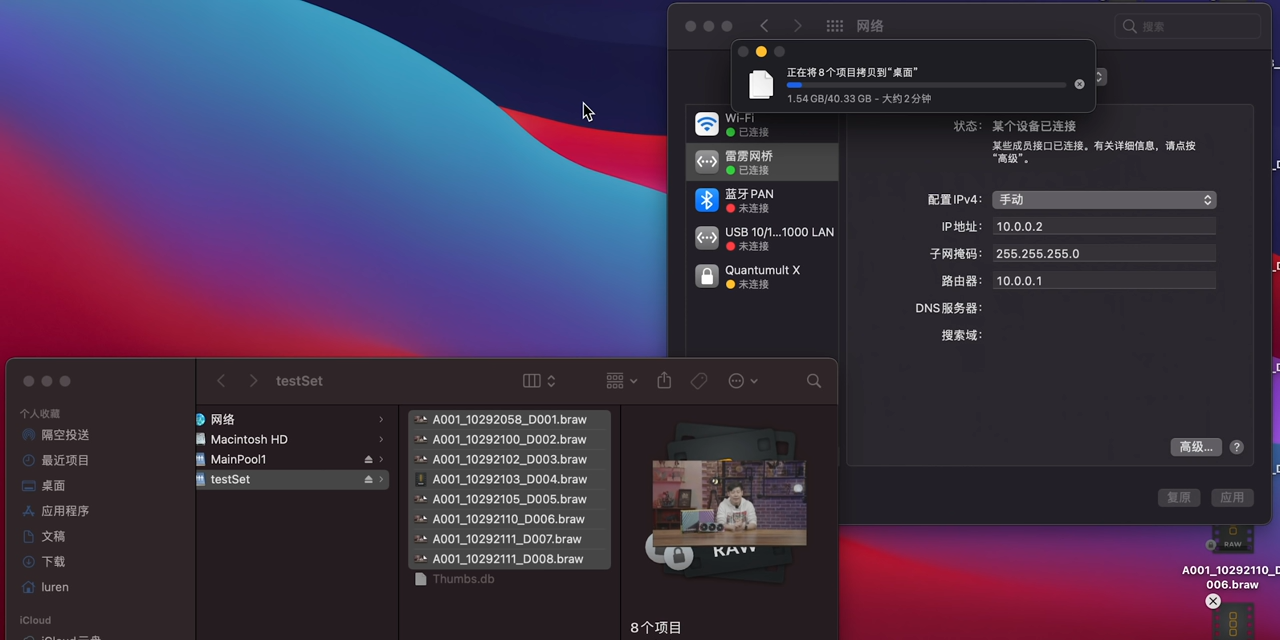 网络
搜索
正在将8个项目拷贝到“桌面”
1.54 GB/40.33 GB - 大约2分钟
Wi-Fi
已连接
雷雳网桥
已连接
蓝牙 PAN
未连接
USB 10/1...1000 LAN
未连接
Quantumult X
未连接
状态：
某个设备已连接
某些成员接口已连接。有关详细信息，请点按
“高级”。
配置IPv4：
手动
IP地址：
10.0.0.2
子网掩码：
255.255.255.0
路由器：
10.0.0.1
DNS服务器：
搜索域：
高级...
?
复原
应用
testSet
个人收藏
隔空投送
最近项目
桌面
应用程序
文稿
下载
luren
iCloud
网络
Macintosh HD
MainPool1
testSet
A001_10292058_D001.braw
A001_10292100_D002.braw
A001_10292102_D003.braw
A001_10292103_D004.braw
A001_10292105_D005.braw
A001_10292110_D006.braw
A001_10292111_D007.braw
A001_10292111_D008.braw
Thumbs.db
RAW
8个项目
RAW
A001_10292110_D
006.braw